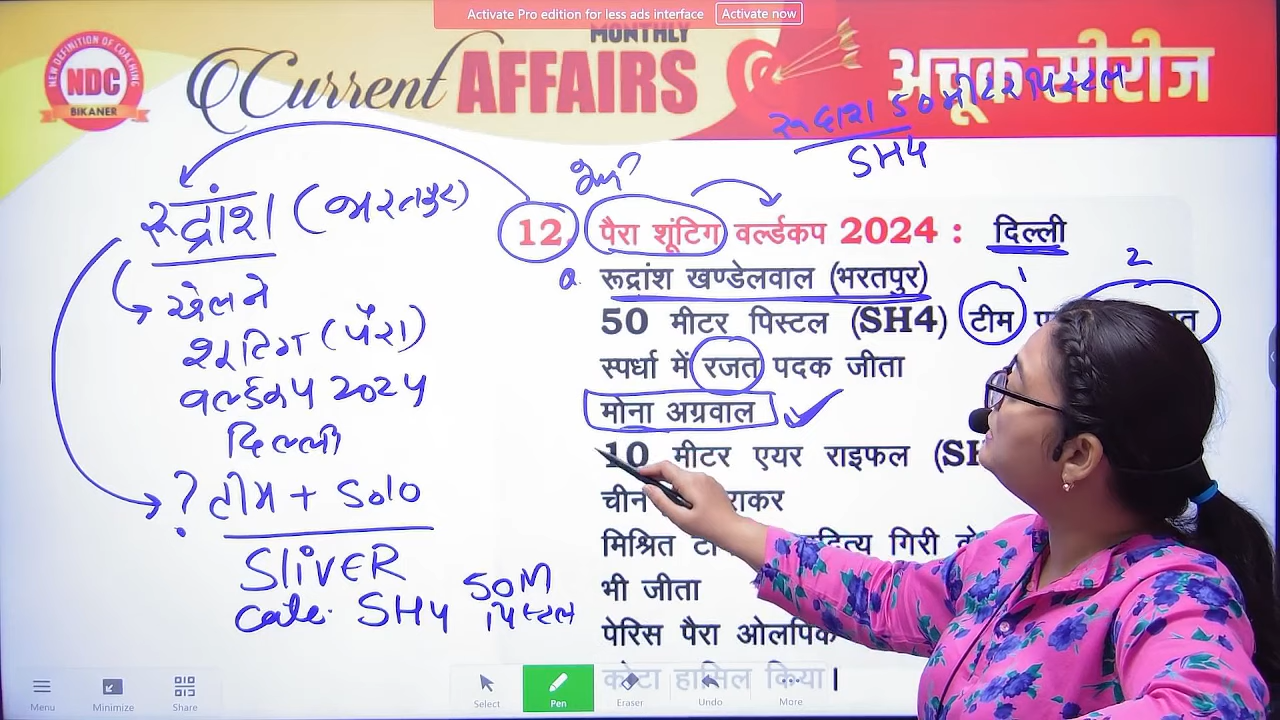 Activate Pro edition for less ads interface Activate now
NEW DEFINITION OF COACHING
NDC
BIKANER
MONTHLY
Current AFFAIRS
अचूक सीरीज
रूद्राश 50 मीटर पिस्टल
SH4
रूद्रांश (भरतपुर)
खेलने
शूटिंग (पैरा)
वर्ल्डकप 2024
दिल्ली
? टीम + Solo
SlivER
Cate. SH4 50M
पिस्टल
12. पैरा शूंटिग वर्ल्डकप 2024 : दिल्ली
1 2
a. रूद्रांश खण्डेलवाल (भरतपुर)
50 मीटर पिस्टल (SH4) टीम
स्पर्धा में रजत पदक जीता
मोना अग्रवाल
10 मीटर एयर राइफल
चीन
मिश्रित गिरी
भी जीता
पेरिस पैरा ओलंपिक
कोटा हासिल किया।
Menu Minimize Share Select Pen Eraser Undo More